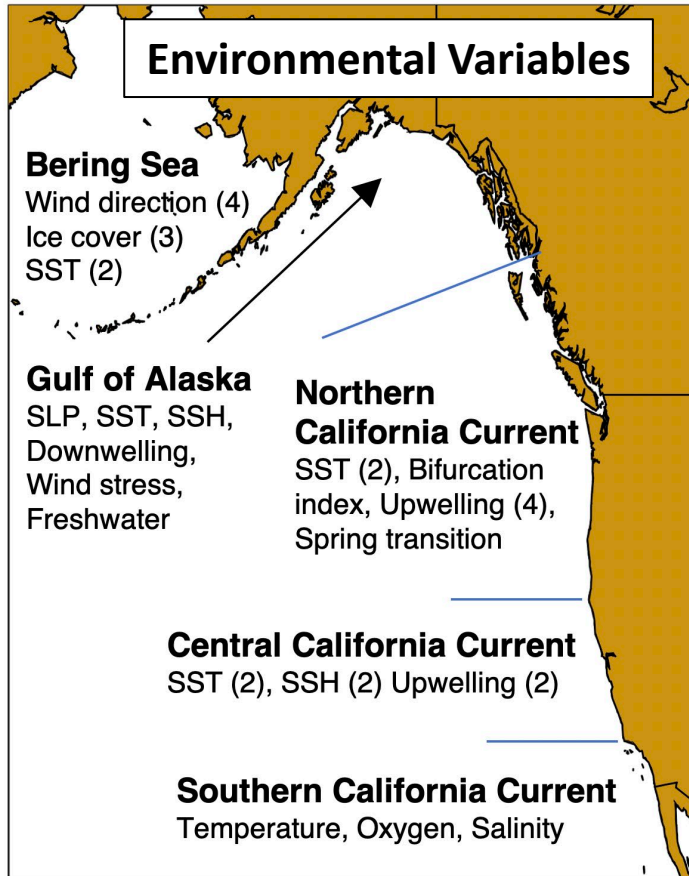 Environmental Variables
Bering Sea
Wind direction (4)
Ice cover (3)
SST (2)
Gulf of Alaska
SLP, SST, SSH,
Downwelling,
Wind stress,
Freshwater
Northern
California Current
SST (2), Bifurcation
index, Upwelling (4),
Spring transition
Central California Current
SST (2), SSH (2) Upwelling (2)
Southern California Current
Temperature, Oxygen, Salinity